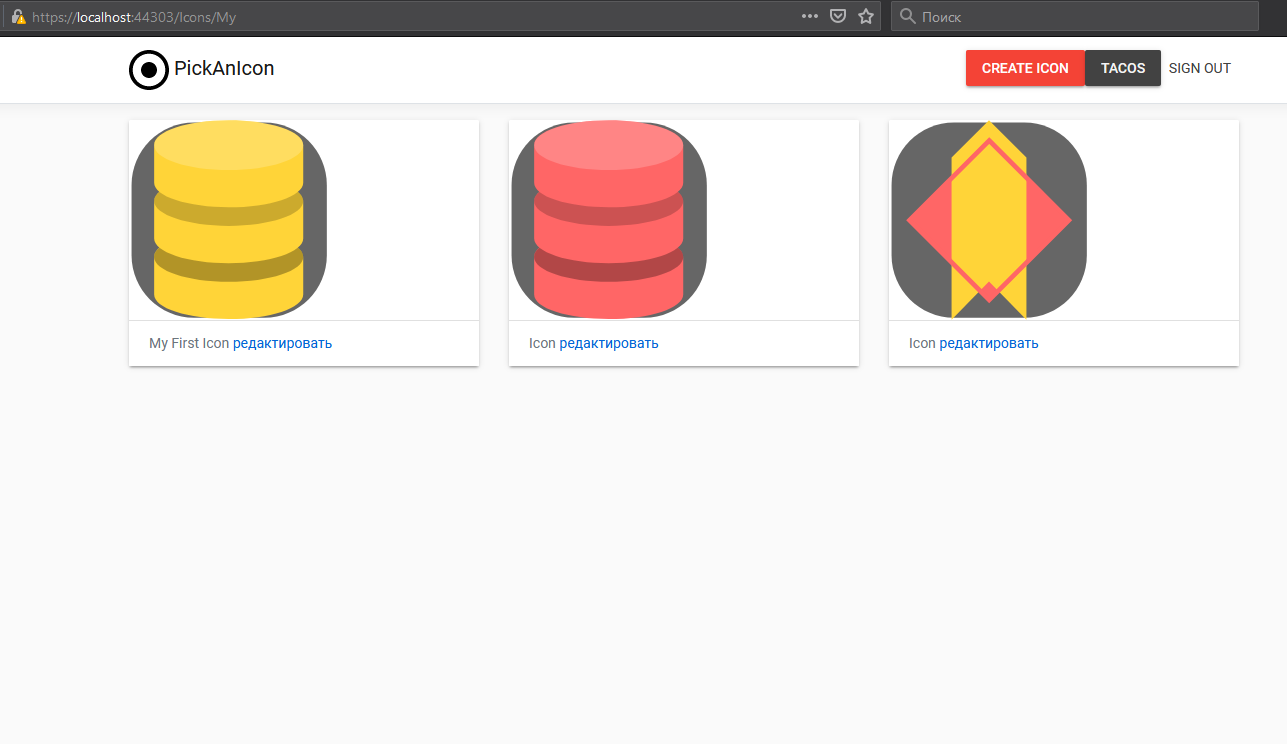 https://localhost:44303/Icons/My Поиск
PickAnIcon CREATE ICON TACOS SIGN OUT
My First Icon редактировать
Icon редактировать
Icon редактировать